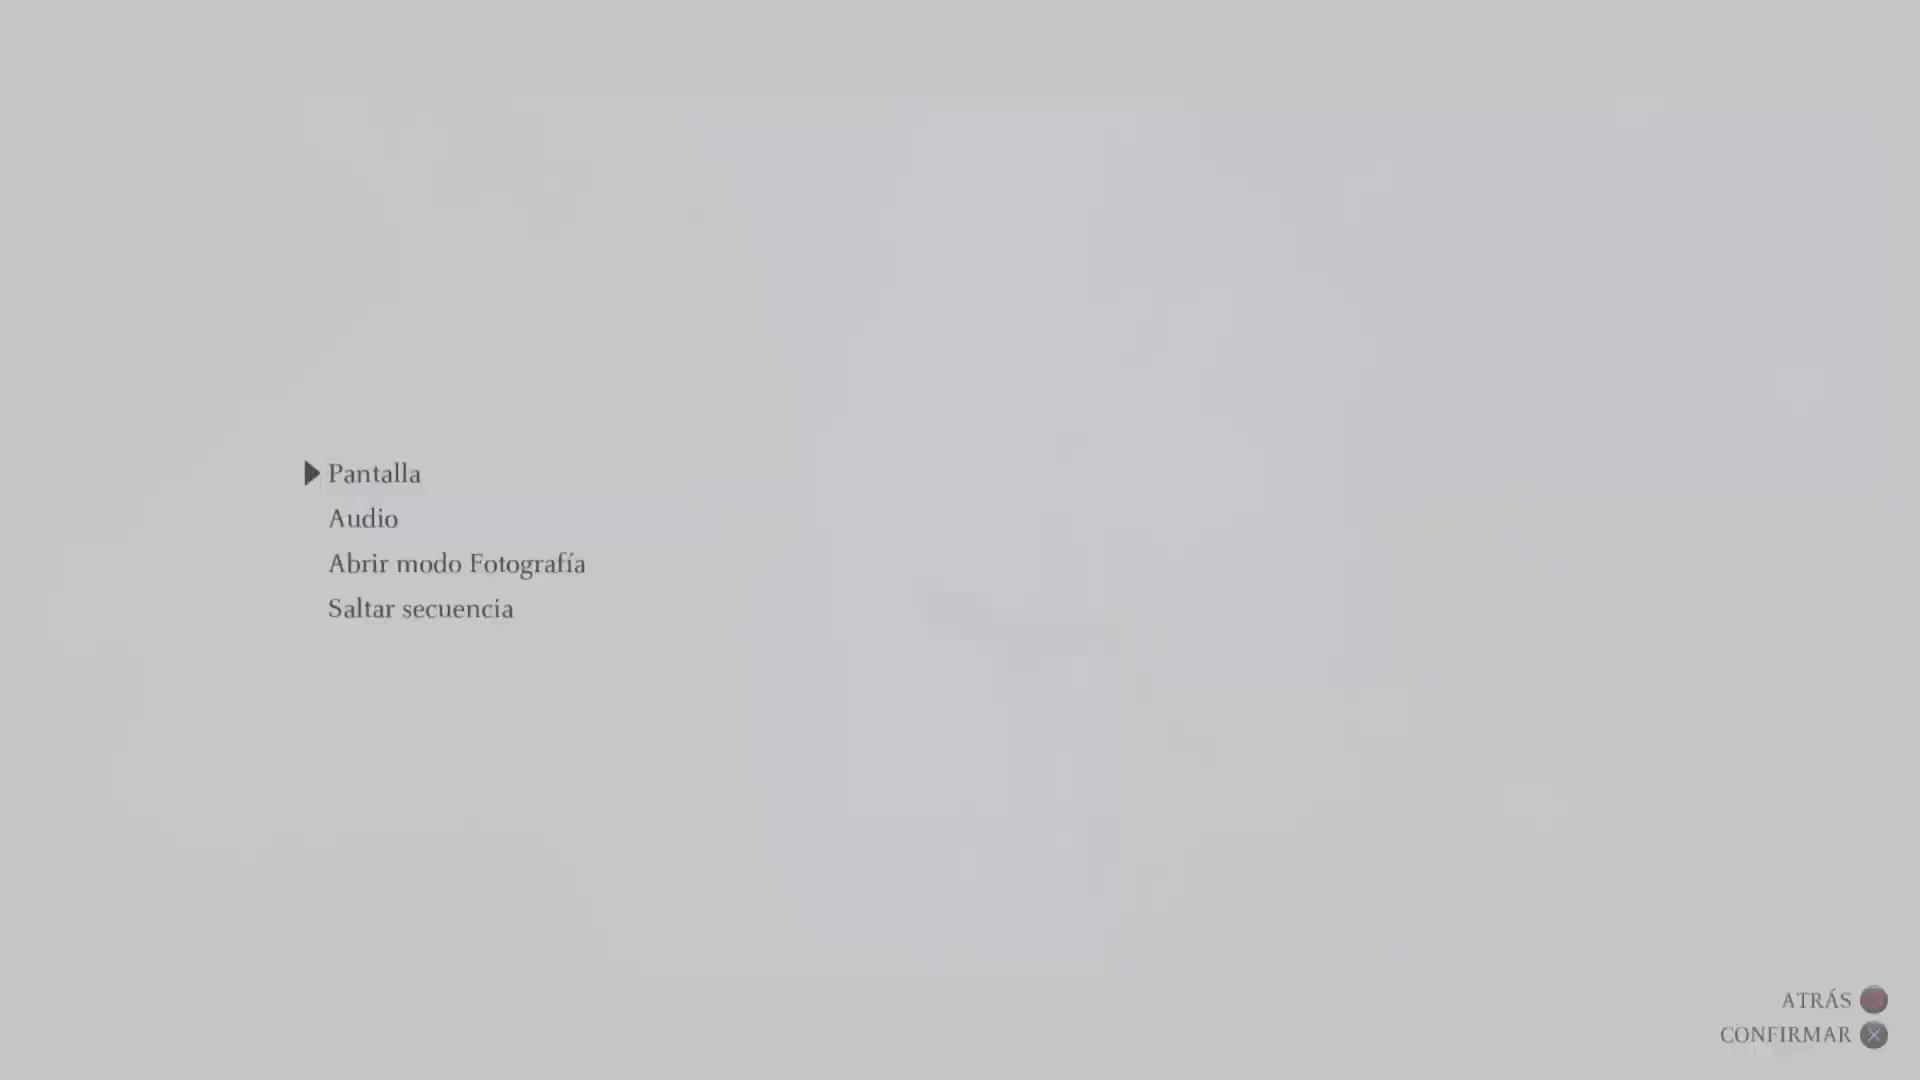 Pantalla
Audio
Abrir modo Fotografía
Saltar secuencia
ATRÁS
CONFIRMAR